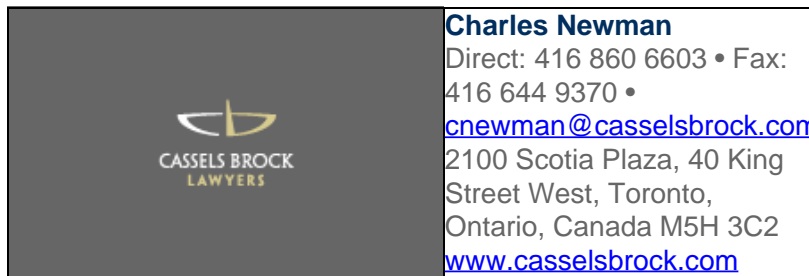 CASSELS BROCK
LAWYERS
Charles Newman
Direct: 416 860 6603 • Fax:
416 644 9370 •
cnewman@casselsbrock.com
2100 Scotia Plaza, 40 King
Street West, Toronto,
Ontario, Canada M5H 3C2
www.casselsbrock.com